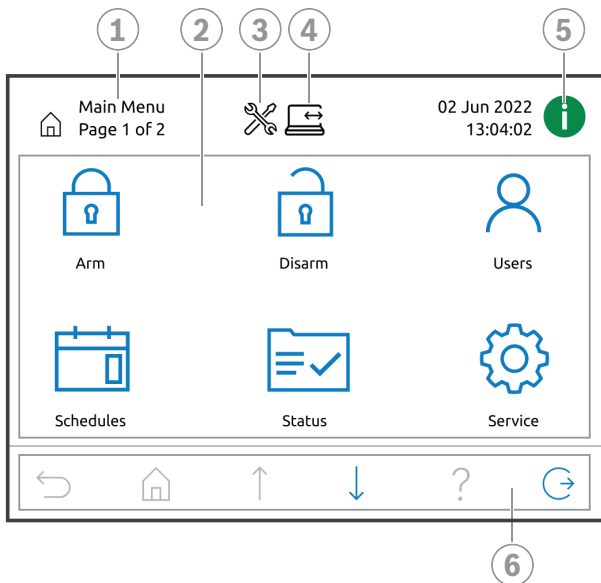 1 2 3 4 5
Main Menu
Page 1 of 2
02 Jun 2022
13:04:02
i
Arm Disarm Users
Schedules Status Service
?
6